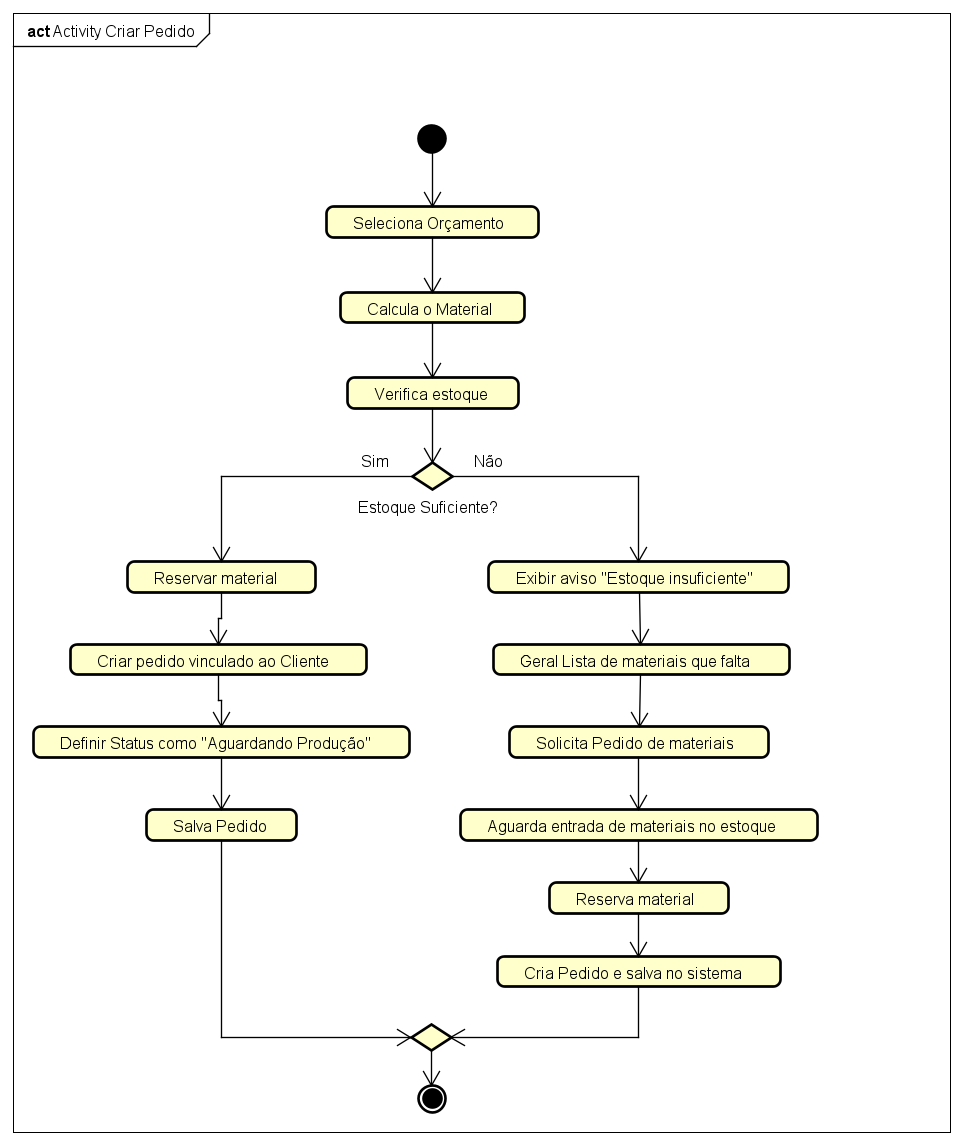 act Activity Criar Pedido
Seleciona Orçamento
Calcula o Material
Verifica estoque
Sim
Não
Estoque Suficiente?
Reservar material
Exibir aviso "Estoque insuficiente"
Criar pedido vinculado ao Cliente
Geral Lista de materiais que falta
Definir Status como "Aguardando Produção"
Solicita Pedido de materiais
Salva Pedido
Aguarda entrada de materiais no estoque
Reserva material
Cria Pedido e salva no sistema